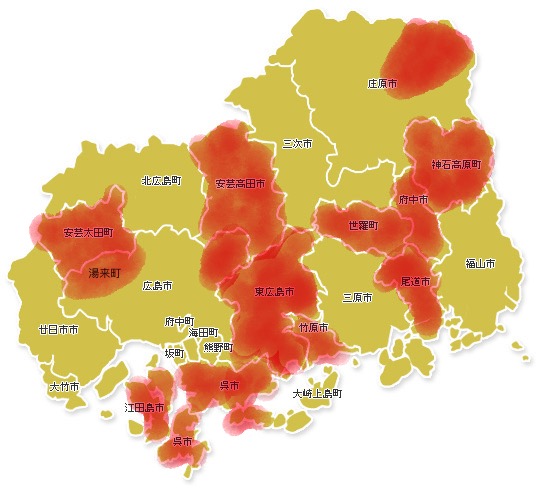 庄原市
三次市
神石高原町
北広島町
安芸高田市
府中市
世羅町
安芸太田町
福山市
湯来町
尾道市
広島市
東広島市
三原市
府中町
廿日市市
海田町
竹原市
坂町
熊野町
大竹市
呉市
大崎上島町
江田島市
呉市